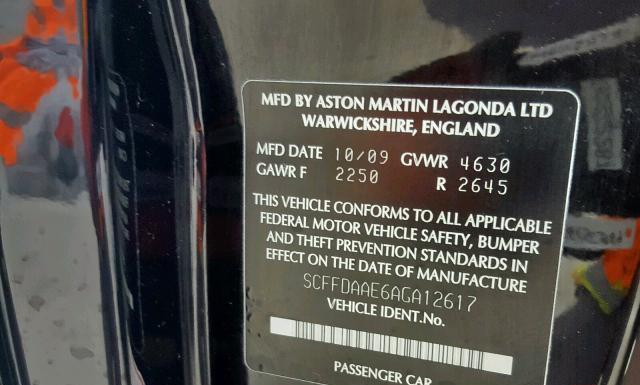 MFD BY ASTON MARTIN LAGONDA LTD
WARWICKSHIRE, ENGLAND
MFD DATE 10/09 GVWR 4630
GAWR F 2250 R 2645
THIS VEHICLE CONFORMS TO ALL APPLICABLE
FEDERAL MOTOR VEHICLE SAFETY, BUMPER
AND THEFT PREVENTION STANDARDS IN
EFFECT ON THE DATE OF MANUFACTURE
SCFFDAAE6AGA12617
VEHICLE IDENT.No.
PASSENGER CAR